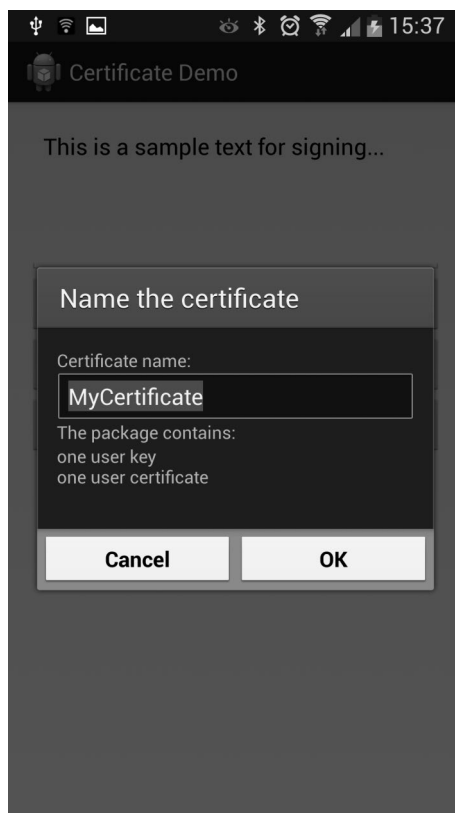 15:37
Certificate Demo
This is a sample text for signing...
Name the certificate
Certificate name:
MyCertificate
The package contains:
one user key
one user certificate
Cancel
OK